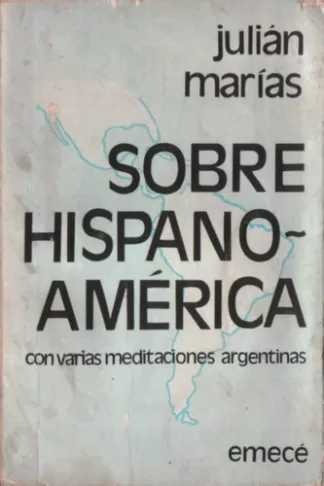 julián
marías
SOBRE
HISPANO-
AMÉRICA
con varias meditaciones argentinas
emecé